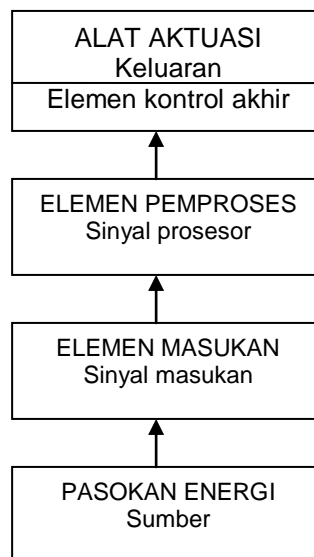 ALAT AKTUASI
Keluaran
Elemen kontrol akhir
ELEMEN PEMPROSES
Sinyal prosesor
ELEMEN MASUKAN
Sinyal masukan
PASOKAN ENERGI
Sumber